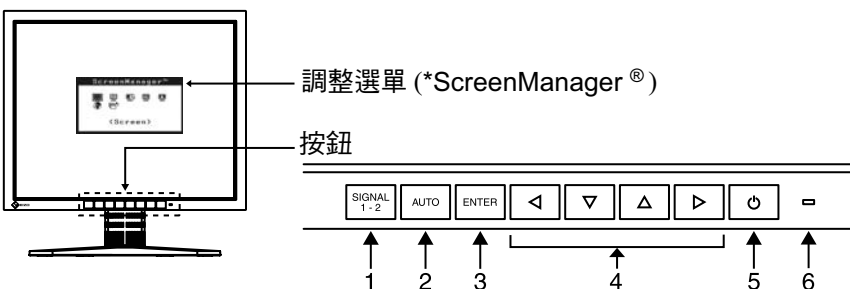 ScreenManager™
(Screen)
調整選單 (*ScreenManager ®)
按鈕
SIGNAL
1 - 2
AUTO
ENTER
1
2
3
4
5
6